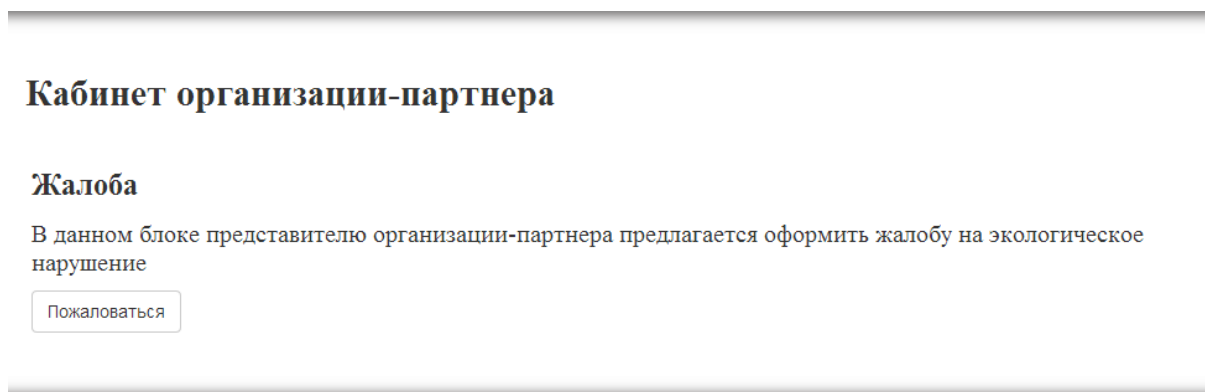 Кабинет организации-партнера
Жалоба
В данном блоке представителю организации-партнера предлагается оформить жалобу на экологическое
нарушение
Пожаловаться